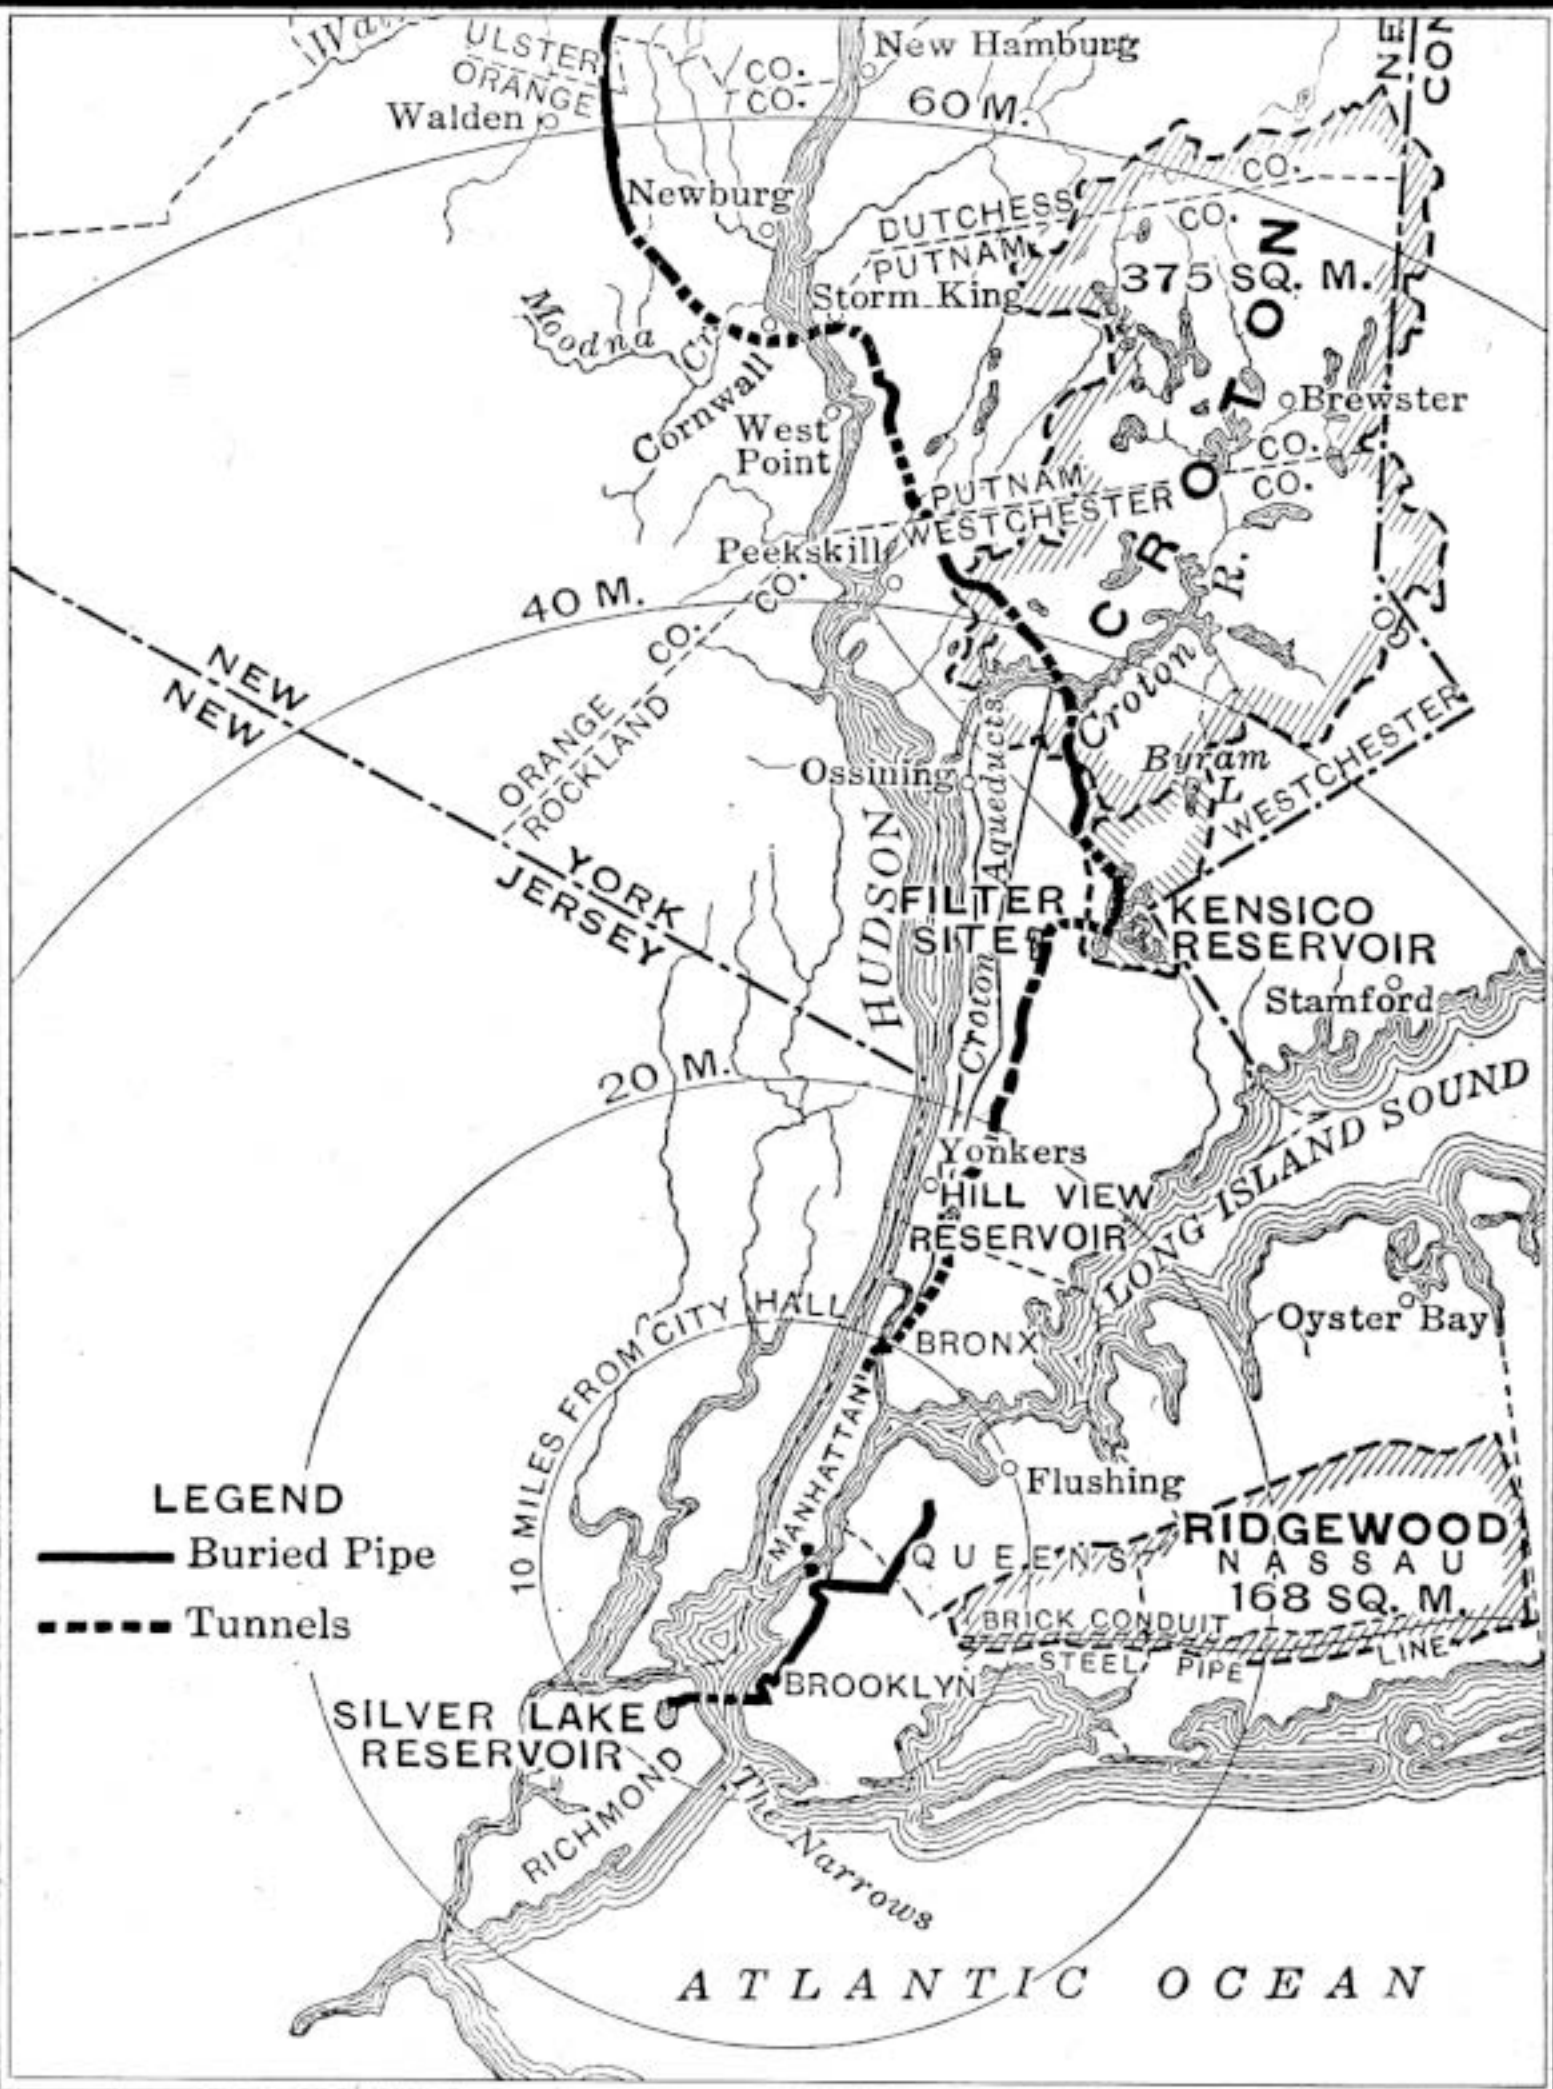 ULSTER
ORANGE
CO.
CO.
New Hamburg
NE
CON
Walden
60 M.
Newburg
DUTCHESS
CO.
PUTNAM
CO.
375 SQ. M.
Storm King
Moodna
Cr.
Cornwall
West
Point
CROTON
Brewster
PUTNAM
CO.
WESTCHESTER
CO.
Peekskill
40 M.
ORANGE CO.
ROCKLAND CO.
Croton R.
NEW YORK
NEW JERSEY
Ossining
Croton Aqueducts
Byram
L
WESTCHESTER
HUDSON
FILTER
SITE
KENSICO
RESERVOIR
Stamford
20 M.
LONG ISLAND SOUND
Yonkers
HILL VIEW
RESERVOIR
10 MILES FROM CITY HALL
BRONX
Oyster Bay
MANHATTAN
Flushing
LEGEND
Buried Pipe
Tunnels
QUEENS
RIDGEWOOD
NASSAU
168 SQ. M.
BRICK CONDUIT
STEEL PIPE LINE
BROOKLYN
SILVER LAKE
RESERVOIR
RICHMOND
The Narrows
ATLANTIC OCEAN